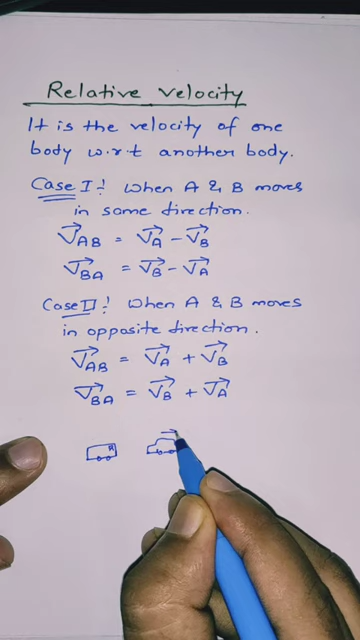 Relative velocity
It is the velocity of one
body w.r.t another body.
Case I: When A & B moves
in same direction.
V⃗AB = V⃗A - V⃗B
V⃗BA = V⃗B - V⃗A
Case II: When A & B moves
in opposite direction.
V⃗AB = V⃗A + V⃗B
V⃗BA = V⃗B + V⃗A